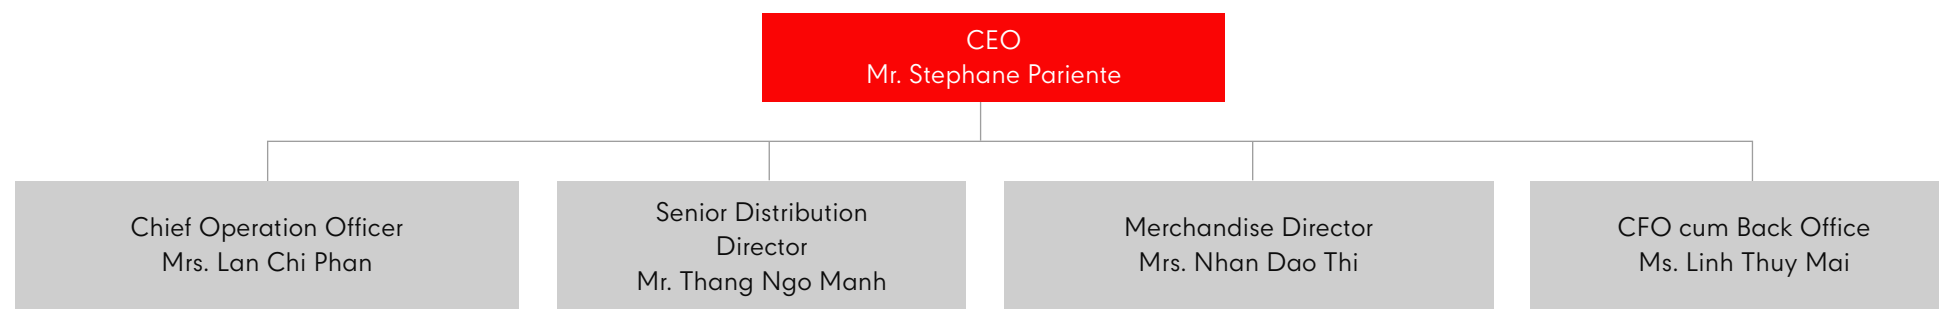 CEO
Mr. Stephane Pariente
Chief Operation Officer
Mrs. Lan Chi Phan
Senior Distribution
Director
Mr. Thang Ngo Manh
Merchandise Director
Mrs. Nhan Dao Thi
CFO cum Back Office
Ms. Linh Thuy Mai